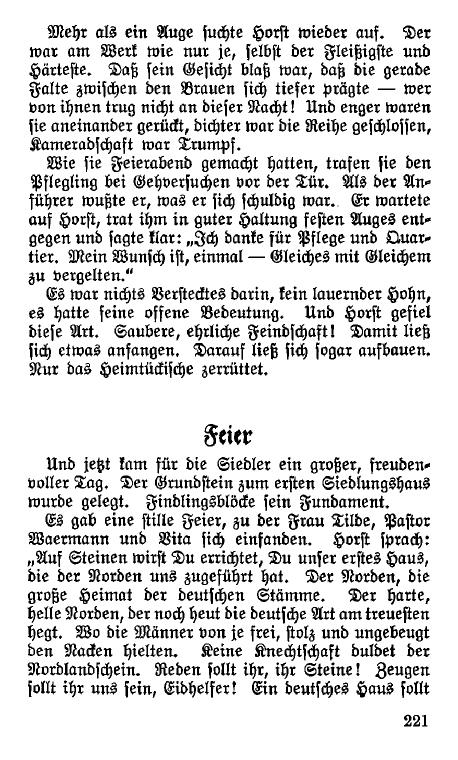 Mehr als ein Auge suchte Horst wieder auf. Der
war am Werk wie nur je, selbst der Fleißigste und
Härteste. Daß sein Gesicht blaß war, daß die gerade
Falte zwischen den Brauen sich tiefer prägte — wer
von ihnen trug nicht an dieser Nacht! Und enger waren
sie aneinander gerückt, dichter war die Reihe geschlossen,
Kameradschaft war Trumpf.
Wie sie Feierabend gemacht hatten, trafen sie den
Pflegling bei Gehversuchen vor der Tür. Als der An-
führer wußte er, was er sich schuldig war. Er wartete
auf Horst, trat ihm in guter Haltung festen Auges ent-
gegen und sagte klar: „Ich danke für Pflege und Quar-
tier. Mein Wunsch ist, einmal — Gleiches mit Gleichem
zu vergelten.“
Es war nichts Verstecktes darin, kein lauernder Hohn,
es hatte seine offene Bedeutung. Und Horst gefiel
diese Art. Saubere, ehrliche Feindschaft! Damit ließ
sich etwas anfangen. Darauf ließ sich sogar aufbauen.
Nur das Heimtückische zerrüttet.
Feier
Und jetzt kam für die Siedler ein großer, freuden-
voller Tag. Der Grundstein zum ersten Siedlungshaus
wurde gelegt. Findlingsblöcke sein Fundament.
Es gab eine stille Feier, zu der Frau Tilde, Pastor
Waermann und Vita sich einfanden. Horst sprach:
„Auf Steinen wirst Du errichtet, Du unser erstes Haus,
die der Norden uns zugeführt hat. Der Norden, die
große Heimat der deutschen Stämme. Der harte,
helle Norden, der noch heut die deutsche Art am treuesten
hegt. Wo die Männer von je frei, stolz und ungebeugt
den Nacken hielten. Keine Knechtschaft duldet der
Nordlandschein. Reden sollt ihr, ihr Steine! Zeugen
sollt ihr uns sein, Eidhelfer! Ein deutsches Haus sollt
221